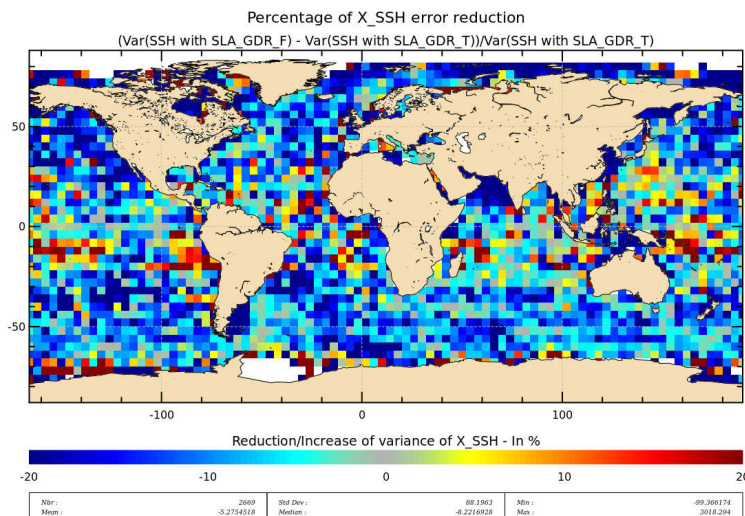 Percentage of X_SSH error reduction
(Var(SSH with SLA_GDR_F) - Var(SSH with SLA_GDR_T))/Var(SSH with SLA_GDR_T)
50
0
-50
-100 0 100
Reduction/Increase of variance of X_SSH - In %
-20 -10 0 10 20
Nbr : 2669 Std Dev : 88.1963 Min : -99.366174
Mean : -5.2754518 Median : -8.2216928 Max : 3018.294